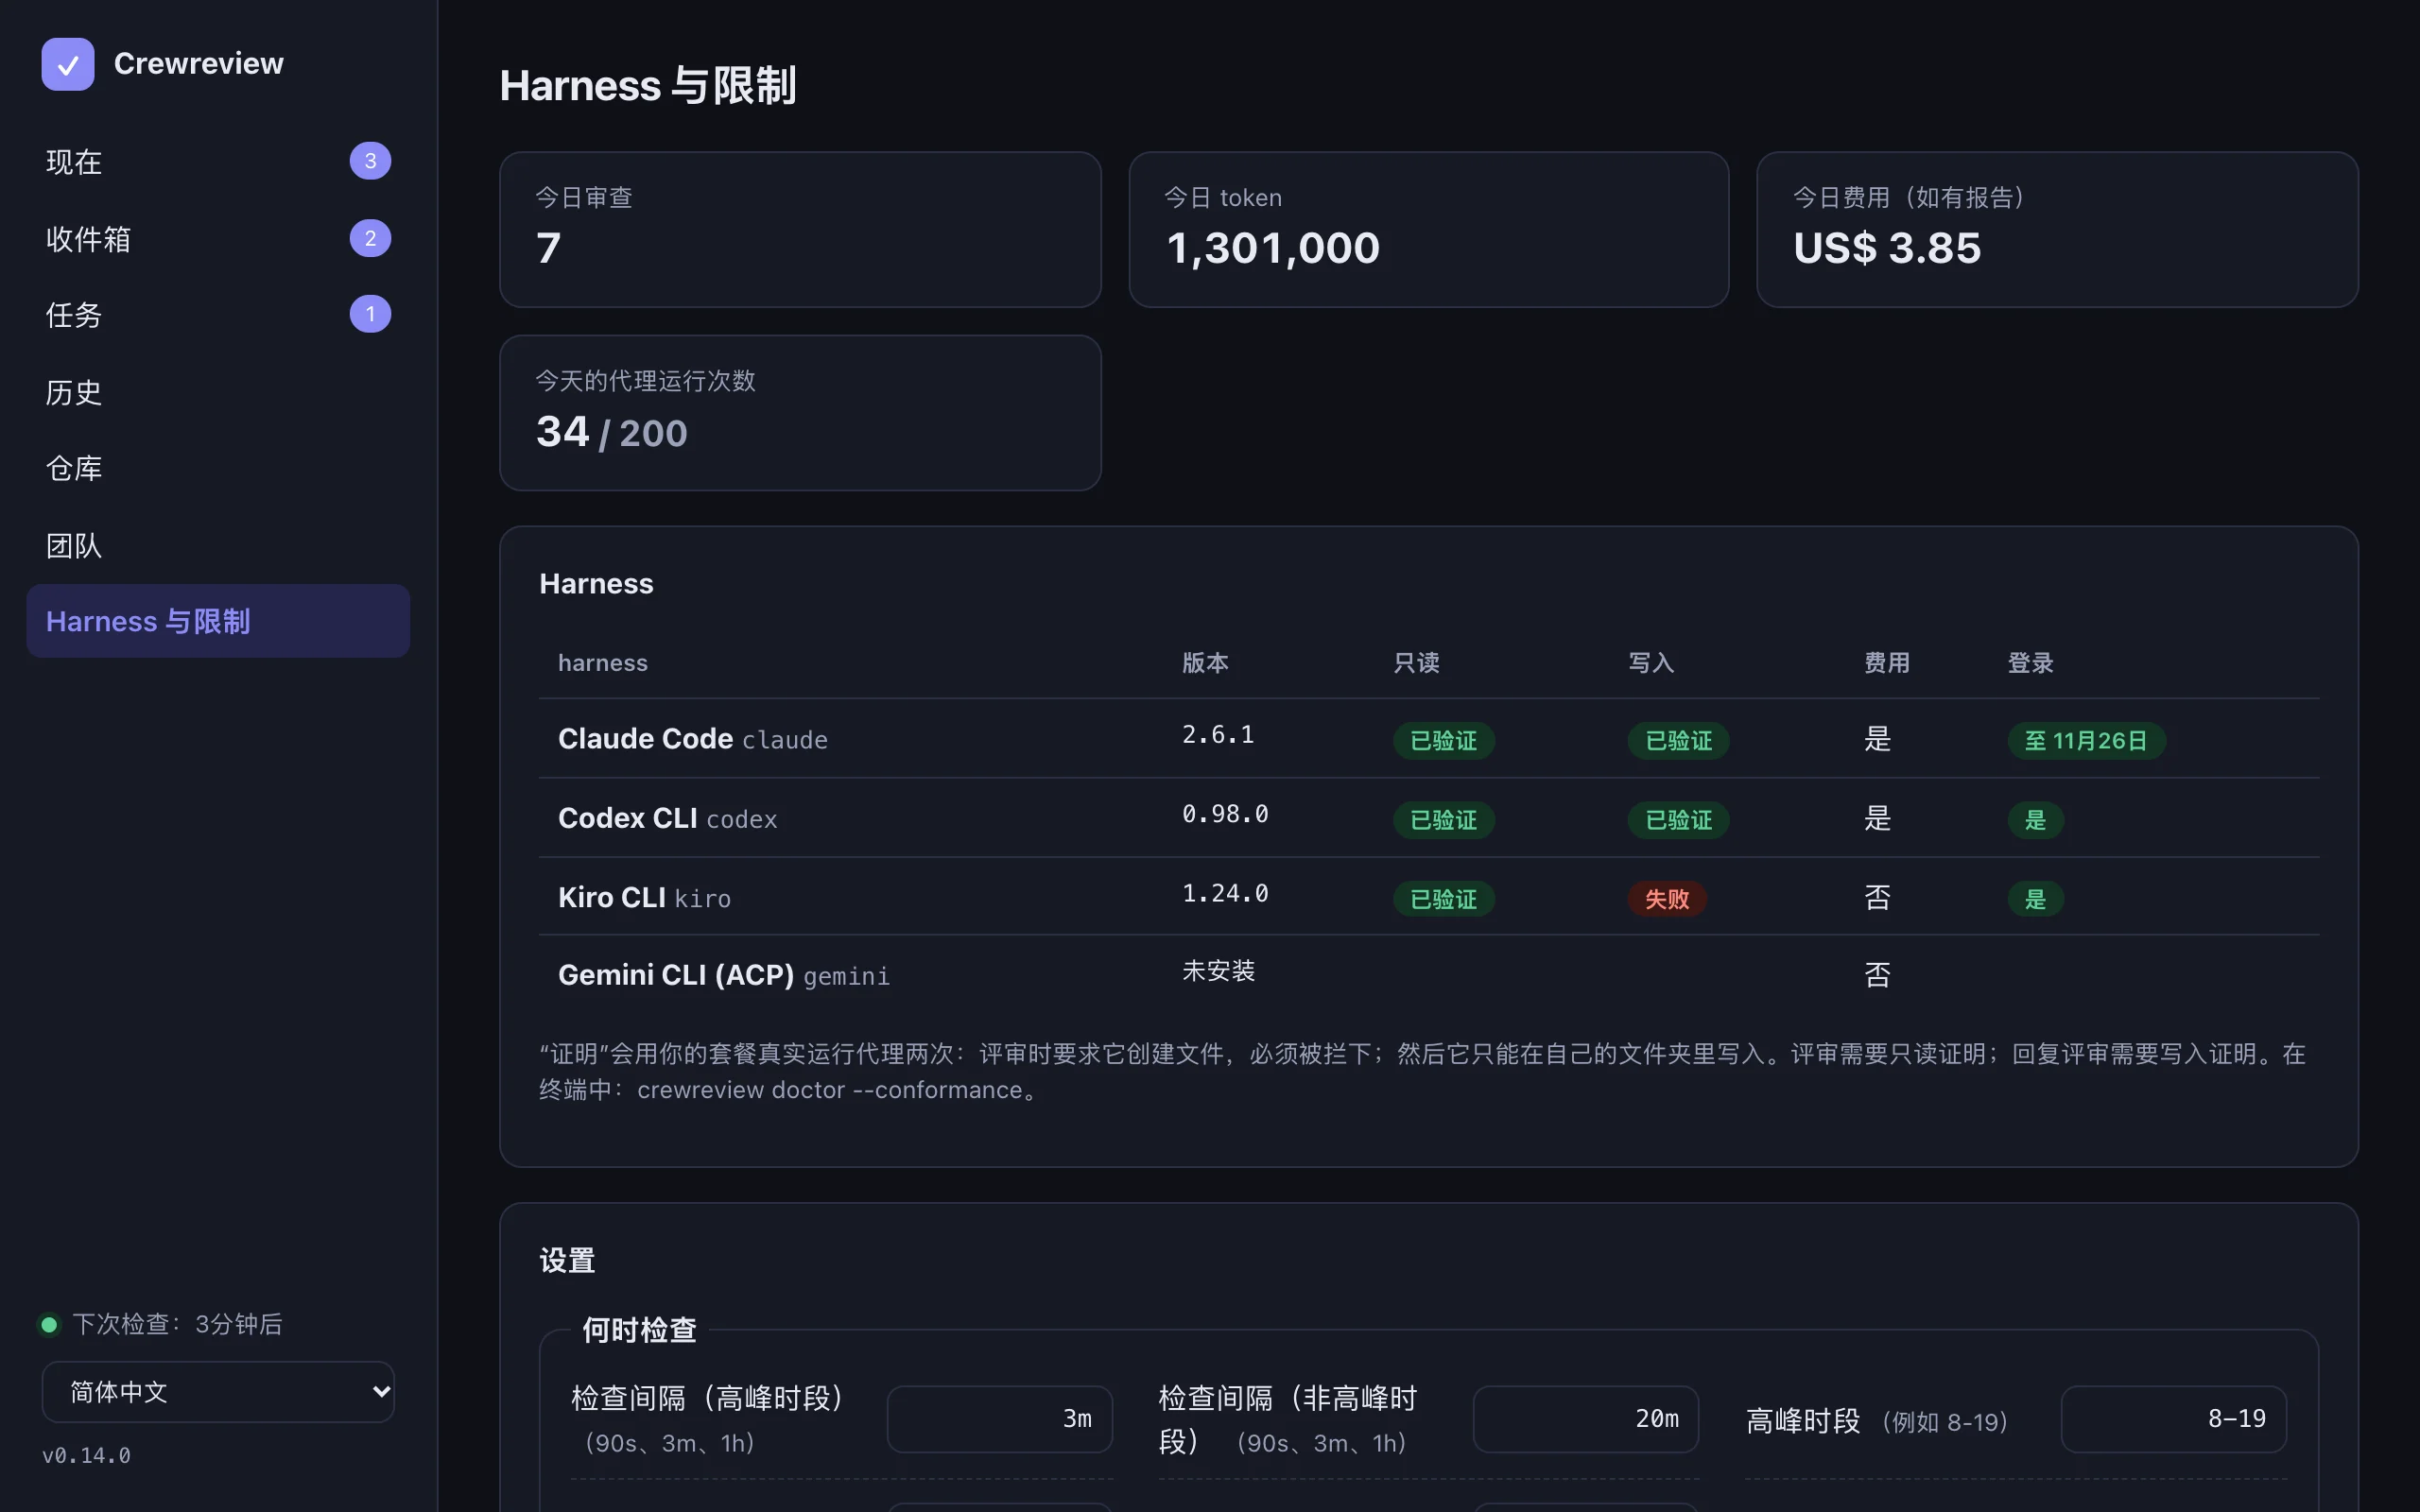 Crewreview
现在 3
收件箱 2
任务 1
历史
仓库
团队
Harness 与限制
下次检查：3分钟后
简体中文
v0.14.0
Harness 与限制
今日审查
7
今日 token
1,301,000
今日费用（如有报告）
US$ 3.85
今天的代理运行次数
34 / 200
Harness
harness 版本 只读 写入 费用 登录
Claude Code claude 2.6.1 已验证 已验证 是 至 11月26日
Codex CLI codex 0.98.0 已验证 已验证 是 是
Kiro CLI kiro 1.24.0 已验证 失败 否 是
Gemini CLI (ACP) gemini 未安装 否
“证明”会用你的套餐真实运行代理两次：评审时要求它创建文件，必须被拦下；然后它只能在自己的文件夹里写入。评审需要只读证明；回复评审需要写入证明。在
终端中：crewreview doctor --conformance。
设置
何时检查
检查间隔（高峰时段）
（90s、3m、1h）
3m
检查间隔（非高峰时
段） （90s、3m、1h）
20m
高峰时段 （例如 8-19）
8–19